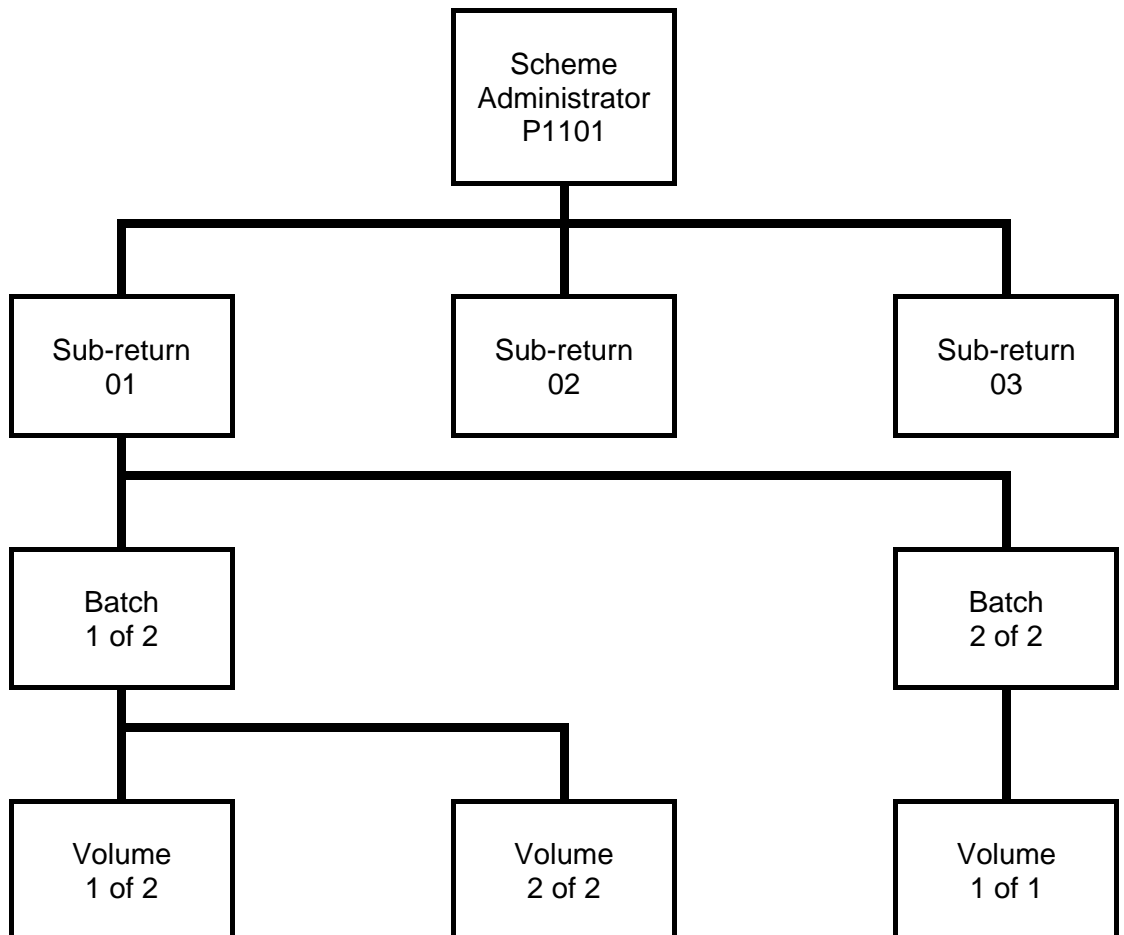 Scheme
Administrator
P1101
Sub-return
01
Sub-return
02
Sub-return
03
Batch
1 of 2
Batch
2 of 2
Volume
1 of 2
Volume
2 of 2
Volume
1 of 1